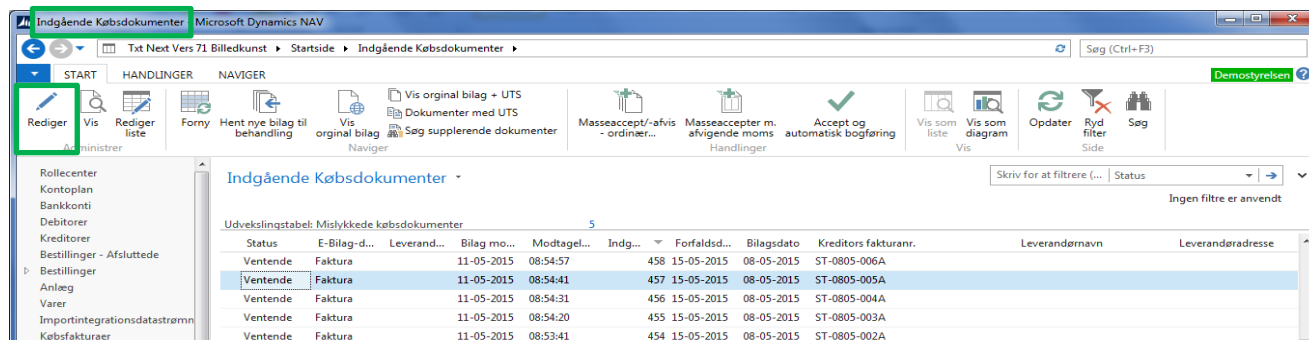 Indgående Købsdokumenter - Microsoft Dynamics NAV
Txt Next Vers 71 Billedkunst Startside Indgående Købsdokumenter
Søg (Ctrl+F3)
START HANDLINGER NAVIGER
Demostyrelsen
Rediger
Vis
Rediger liste
Forny
Hent nye bilag til behandling
Vis orginal bilag
Vis orginal bilag + UTS
Dokumenter med UTS
Søg supplerende dokumenter
Masseaccept/-afvis - ordinær...
Masseaccepter m. afvigende moms
Accept og automatisk bogføring
Vis som liste
Vis som diagram
Opdater
Ryd filter
Søg
Administrer
Naviger
Handlinger
Vis
Side
Rollecenter
Kontoplan
Bankkonti
Debitorer
Kreditorer
Bestillinger - Afsluttede
Bestillinger
Anlæg
Varer
Importintegrationsdatastrømn
Købsfakturaer
Indgående Købsdokumenter
Skriv for at filtrere (... Status
Ingen filtre er anvendt
Udvekslingstabel: Mislykkede købsdokumenter 5
Status E-Bilag-d... Leverand... Bilag mo... Modtagel... Indg... Forfaldsd... Bilagsdato Kreditors fakturanr. Leverandørnavn Leverandøradresse
Ventende Faktura 11-05-2015 08:54:57 458 15-05-2015 08-05-2015 ST-0805-006A
Ventende Faktura 11-05-2015 08:54:41 457 15-05-2015 08-05-2015 ST-0805-005A
Ventende Faktura 11-05-2015 08:54:31 456 15-05-2015 08-05-2015 ST-0805-004A
Ventende Faktura 11-05-2015 08:54:20 455 15-05-2015 08-05-2015 ST-0805-003A
Ventende Faktura 11-05-2015 08:53:41 454 15-05-2015 08-05-2015 ST-0805-002A